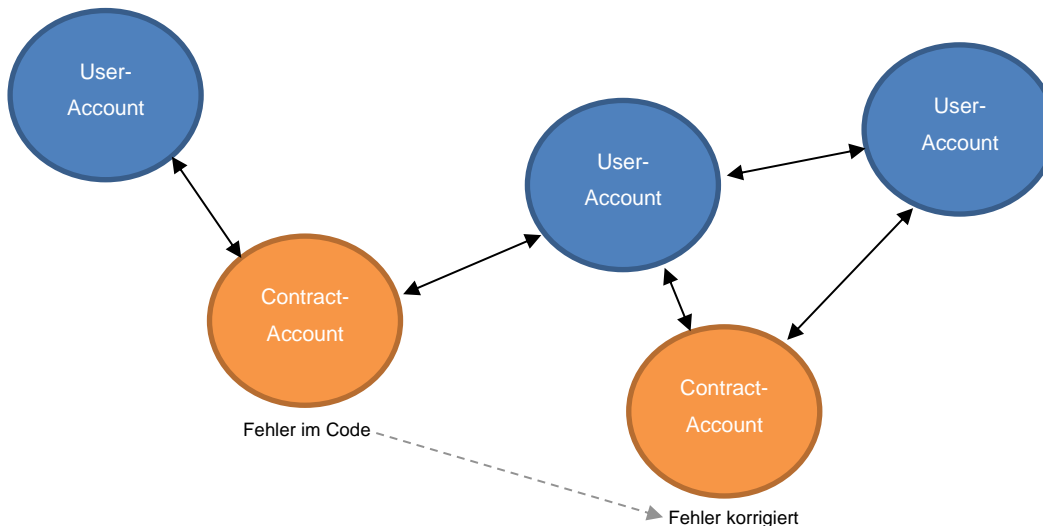 User-
Account
User-
Account
User-
Account
Contract-
Account
Contract-
Account
Fehler im Code
Fehler korrigiert